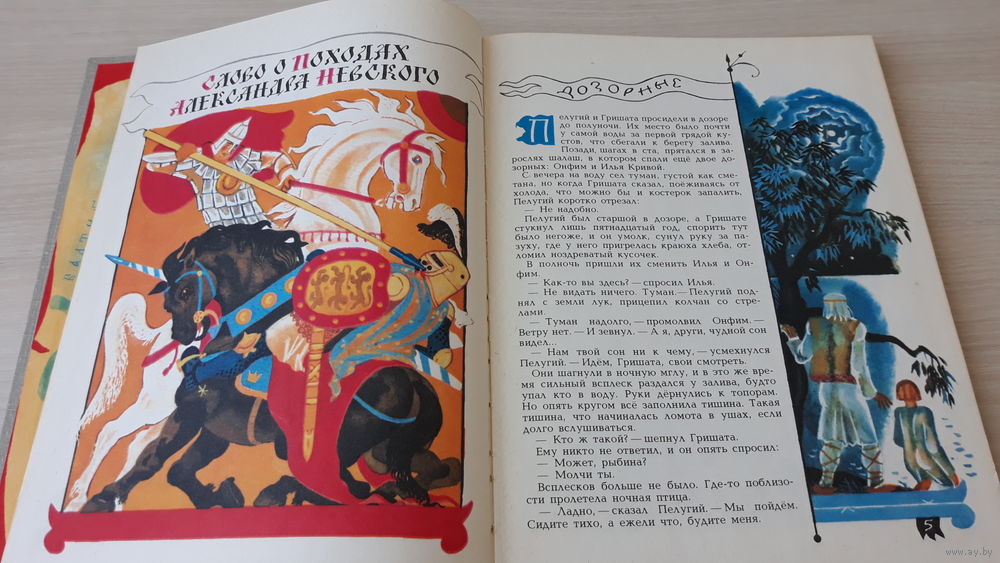 Слово о Походах
Александра Невского
ДОЗОРНЫЕ
Пелугий и Гришата просидели в дозоре
до полуночи. Их место было почти
у самой воды за первой грядой кус-
тов, что сбегали к берегу залива.
Позади, шагах в ста, прятался в за-
рослях шалаш, в котором спали ещё двое до-
зорных: Онфим и Илья Кривой.
С вечера на воду сел туман, густой как сме-
тана, но когда Гришата сказал, поёживаясь от
холода, что можно бы и костерок запалить,
Пелугий коротко отрезал:
— Не надобно.
Пелугий был старшой в дозоре, а Гришате
стукнул лишь пятнадцатый год, спорить тут
было негоже, и он умолк, сунул руку за па-
зуху, где у него пригрелась краюха хлеба, от-
ломил ноздреватый кусочек.
В полночь пришли их сменить Илья и Он-
фим.
— Как-то вы здесь? — спросил Илья.
— Не видать ничего. Туман. — Пелугий под-
нял с земли лук, прицепил колчан со стре-
лами.
— Туман надолго, — промолвил Онфим. —
Ветру нет. — И зевнул. — А я, други, чудной сон
видел...
— Нам твой сон ни к чему, — усмехнулся
Пелугий. — Идём, Гришата, свои смотреть.
Они шагнули в ночную мглу, и в это же
время сильный всплеск раздался у залива, будто
упал кто в воду. Руки дёрнулись к топорам.
Но опять кругом всё заполнила тишина. Такая
тишина, что начиналась ломота в ушах, если
долго вслушиваться.
— Кто ж такой? — шепнул Гришата.
Ему никто не ответил, и он опять спросил:
— Может, рыбина?
— Молчи ты.
Всплесков больше не было. Где-то поблизо-
сти пролетела ночная птица.
— Ладно, — сказал Пелугий. — Мы пойдём.
Сидите тихо, а ежели что, будите меня.
5
www.ay.by